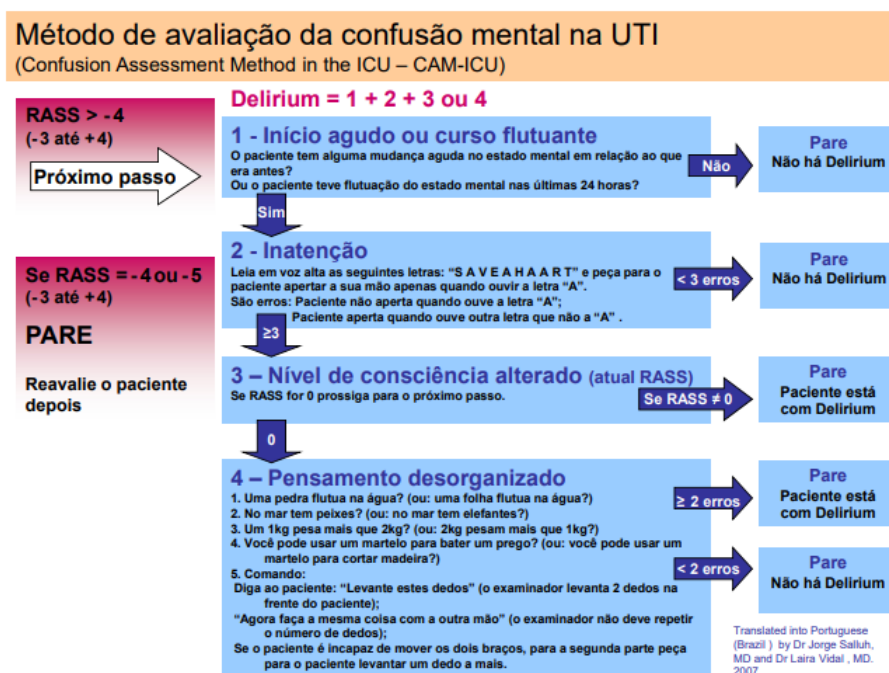 Método de avaliação da confusão mental na UTI
(Confusion Assessment Method in the ICU – CAM-ICU)
RASS > -4
(-3 até +4)
Próximo passo
Se RASS = -4 ou -5
(-3 até +4)
PARE
Reavalie o paciente
depois
Delirium = 1 + 2 + 3 ou 4
1 - Início agudo ou curso flutuante
O paciente tem alguma mudança aguda no estado mental em relação ao que
era antes?
Ou o paciente teve flutuação do estado mental nas últimas 24 horas?
Não
Pare
Não há Delirium
Sim
2 - Inatenção
Leia em voz alta as seguintes letras: “S A V E A H A A R T” e peça para o
paciente apertar a sua mão apenas quando ouvir a letra “A”.
São erros: Paciente não aperta quando ouve a letra “A”;
Paciente aperta quando ouve outra letra que não a “A” .
< 3 erros
Pare
Não há Delirium
≥3
3 – Nível de consciência alterado (atual RASS)
Se RASS for 0 prossiga para o próximo passo.
Se RASS ≠ 0
Pare
Paciente está
com Delirium
0
4 – Pensamento desorganizado
1. Uma pedra flutua na água? (ou: uma folha flutua na água?)
2. No mar tem peixes? (ou: no mar tem elefantes?)
3. Um 1kg pesa mais que 2kg? (ou: 2kg pesam mais que 1kg?)
4. Você pode usar um martelo para bater um prego? (ou: você pode usar um
martelo para cortar madeira?)
5. Comando:
Diga ao paciente: “Levante estes dedos” (o examinador levanta 2 dedos na
frente do paciente);
“Agora faça a mesma coisa com a outra mão” (o examinador não deve repetir
o número de dedos);
Se o paciente é incapaz de mover os dois braços, para a segunda parte peça
para o paciente levantar um dedo a mais.
≥ 2 erros
Pare
Paciente está
com Delirium
< 2 erros
Pare
Não há Delirium
Translated into Portuguese
(Brazil ) by Dr Jorge Salluh,
MD and Dr Laira Vidal , MD.
2007